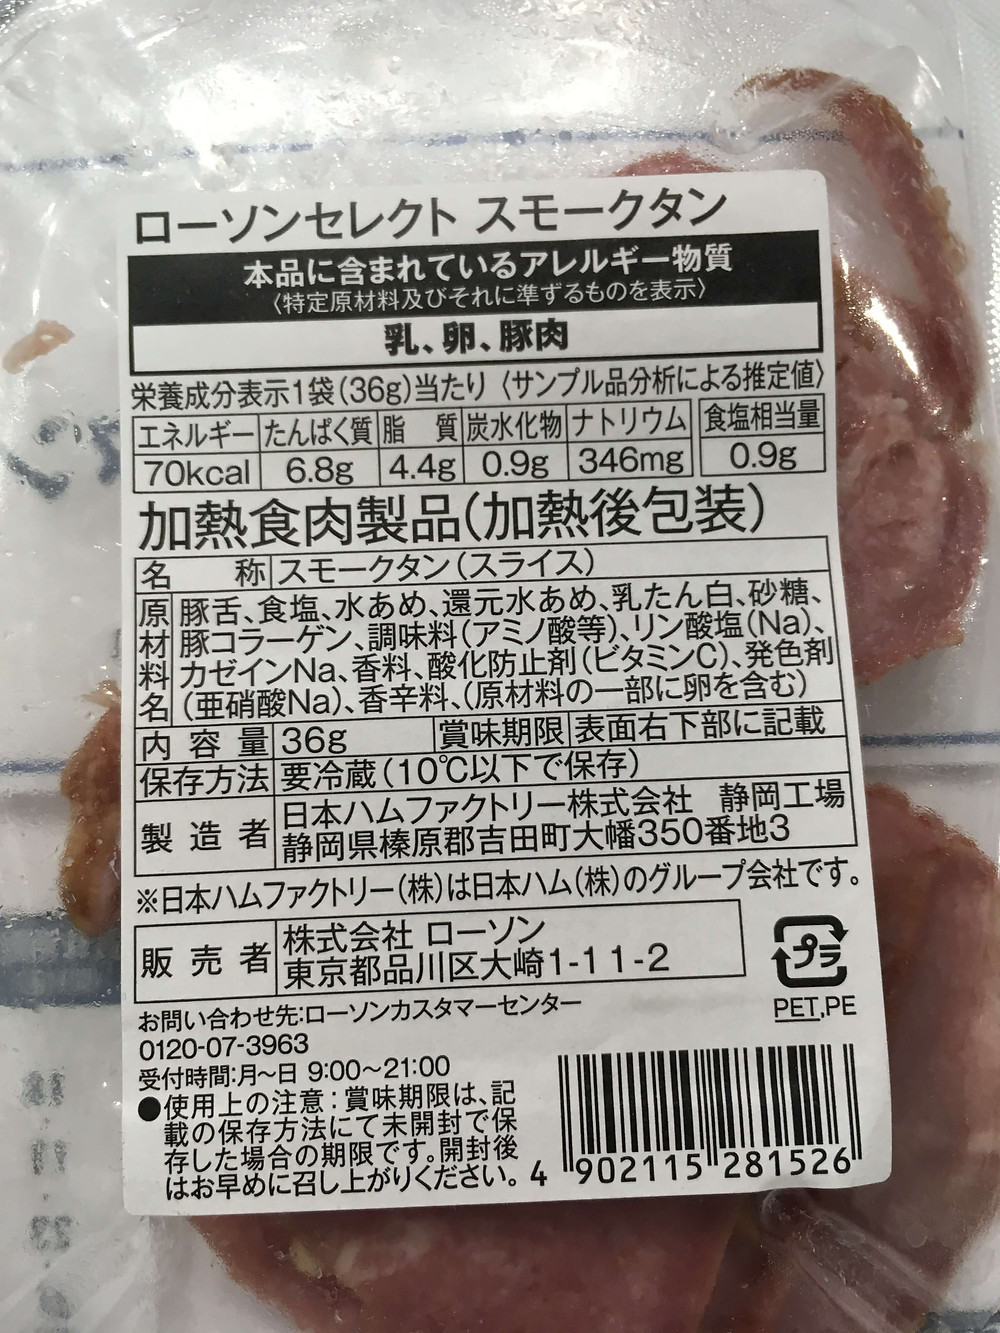 ローソンセレクト スモークタン
本品に含まれているアレルギー物質
〈特定原材料及びそれに準ずるものを表示〉
乳、卵、豚肉
栄養成分表示1袋(36g)当たり〈サンプル品分析による推定値〉
エネルギー たんぱく質 脂質 炭水化物 ナトリウム 食塩相当量
70kcal 6.8g 4.4g 0.9g 346mg 0.9g
加熱食肉製品(加熱後包装)
名称 スモークタン(スライス)
原材料名 豚舌、食塩、水あめ、還元水あめ、乳たん白、砂糖、
豚コラーゲン、調味料(アミノ酸等)、リン酸塩(Na)、
カゼインNa、香料、酸化防止剤(ビタミンC)、発色剤
(亜硝酸Na)、香辛料、(原材料の一部に卵を含む)
内容量 36g 賞味期限 表面右下部に記載
保存方法 要冷蔵(10℃以下で保存)
製造者 日本ハムファクトリー株式会社 静岡工場
静岡県榛原郡吉田町大幡350番地3
※日本ハムファクトリー(株)は日本ハム(株)のグループ会社です。
販売者 株式会社 ローソン
東京都品川区大崎1-11-2
プラ
PET,PE
お問い合わせ先:ローソンカスタマーセンター
0120-07-3963
受付時間:月〜日 9:00〜21:00
●使用上の注意:賞味期限は、記
載の保存方法にて未開封で保
存した場合の期限です。開封後
はお早めに召し上がりください。
4 902115 281526